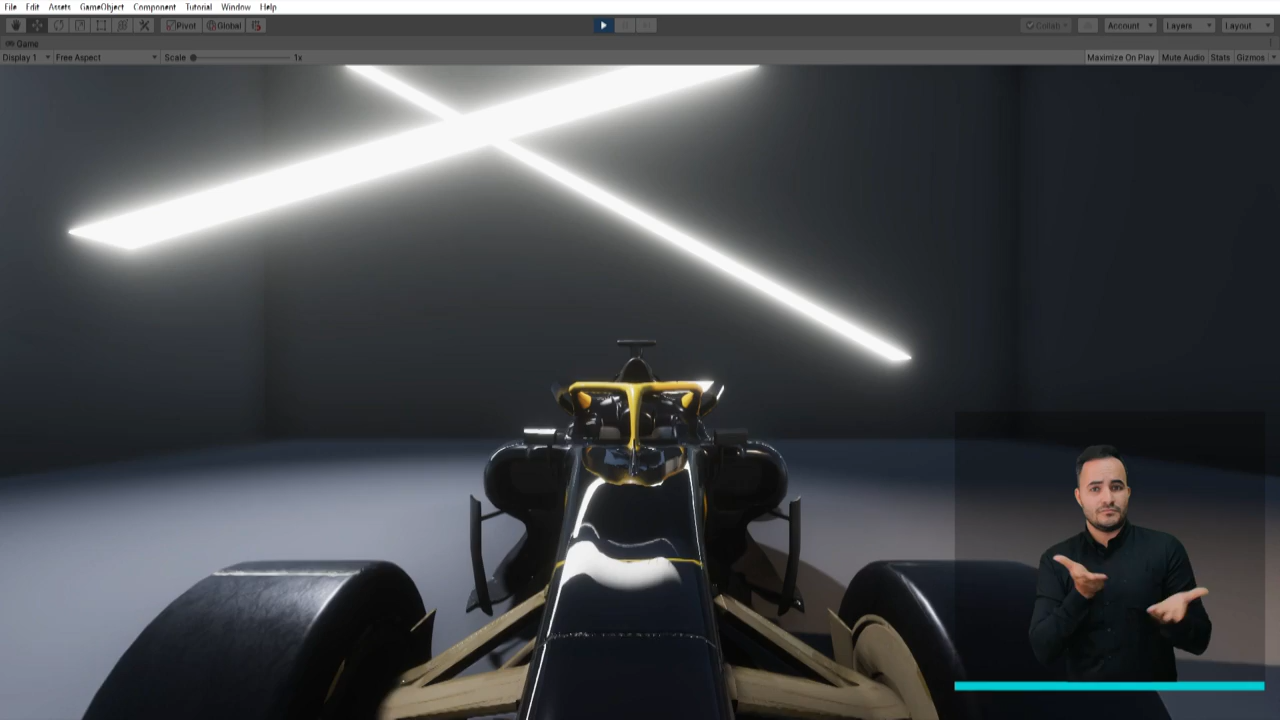 File Edit Assets GameObject Component Tutorial Window Help
Pivot Global Collab Account Layers Layout
Game
Display 1 Free Aspect Scale 1x Maximize On Play Mute Audio Stats Gizmos